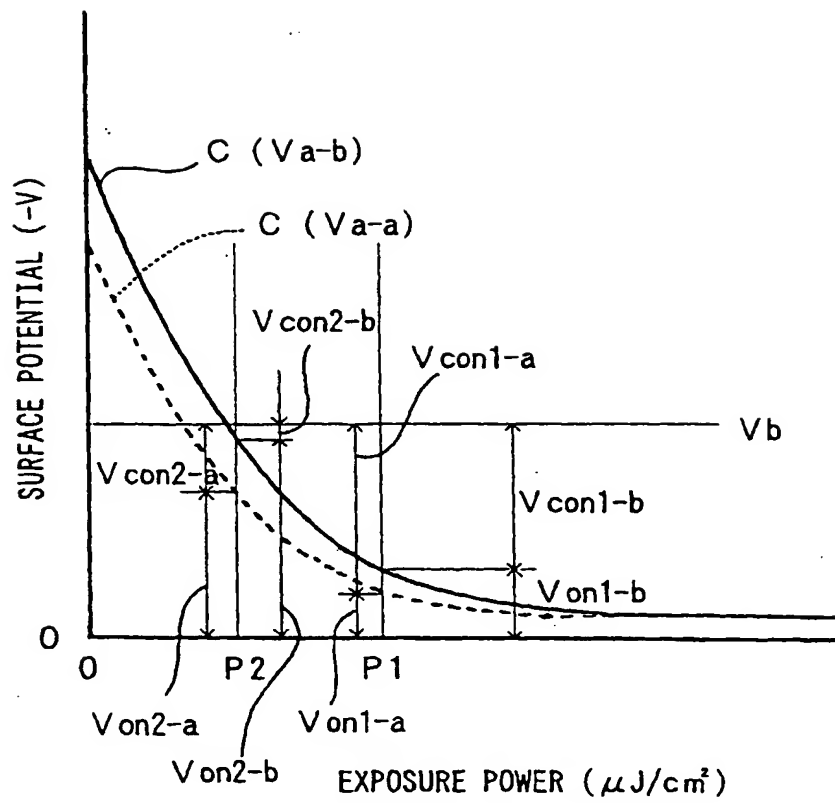 C (Va-b)
C (Va-a)
Vcon2-b
Vcon1-a
Vb
Vcon2-a
Vcon1-b
Von1-b
SURFACE POTENTIAL (-V)
0
0
P2
P1
Von2-a
Von1-a
Von2-b
EXPOSURE POWER (μJ/cm²)